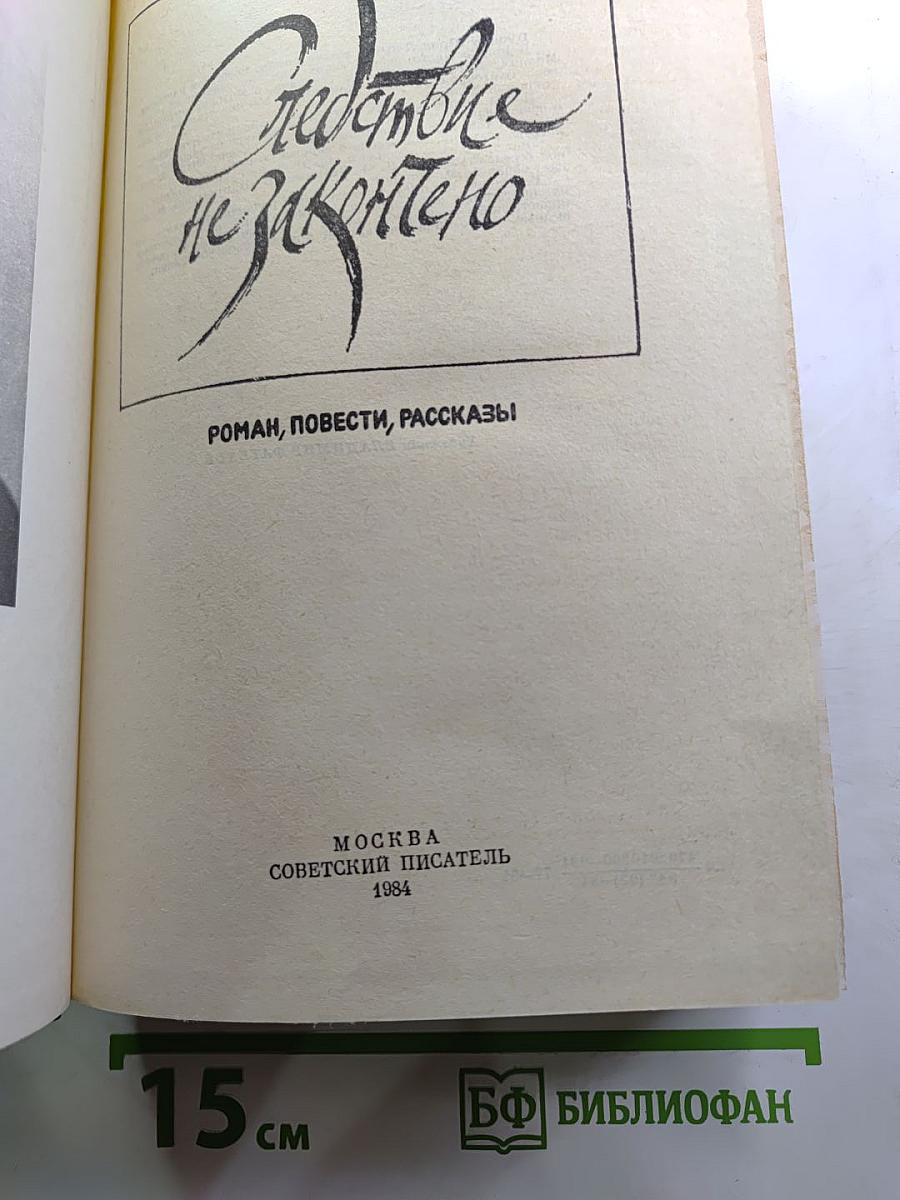 Следствие
не закончено
РОМАН, ПОВЕСТИ, РАССКАЗЫ
МОСКВА
СОВЕТСКИЙ ПИСАТЕЛЬ
1984
15 см
БФ БИБЛИОФАН